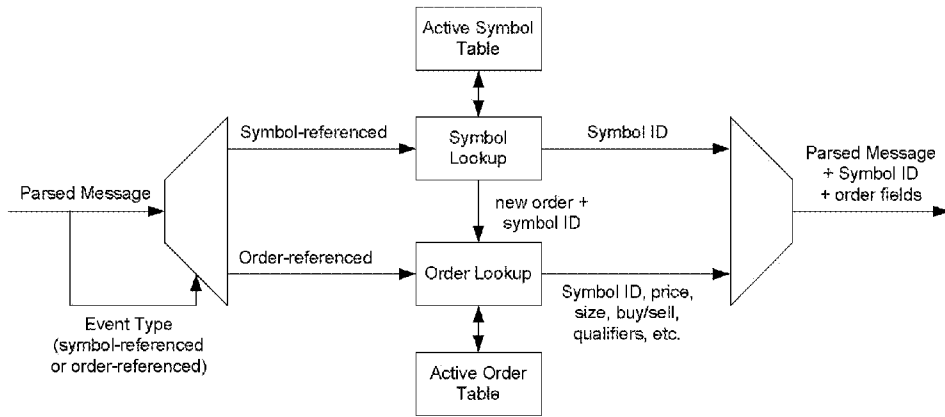 Active Symbol
Table
Symbol-referenced
Symbol
Lookup
Symbol ID
Parsed Message
Parsed Message
+ Symbol ID
+ order fields
new order +
symbol ID
Order-referenced
Order Lookup
Event Type
(symbol-referenced
or order-referenced)
Symbol ID, price,
size, buy/sell,
qualifiers, etc.
Active Order
Table